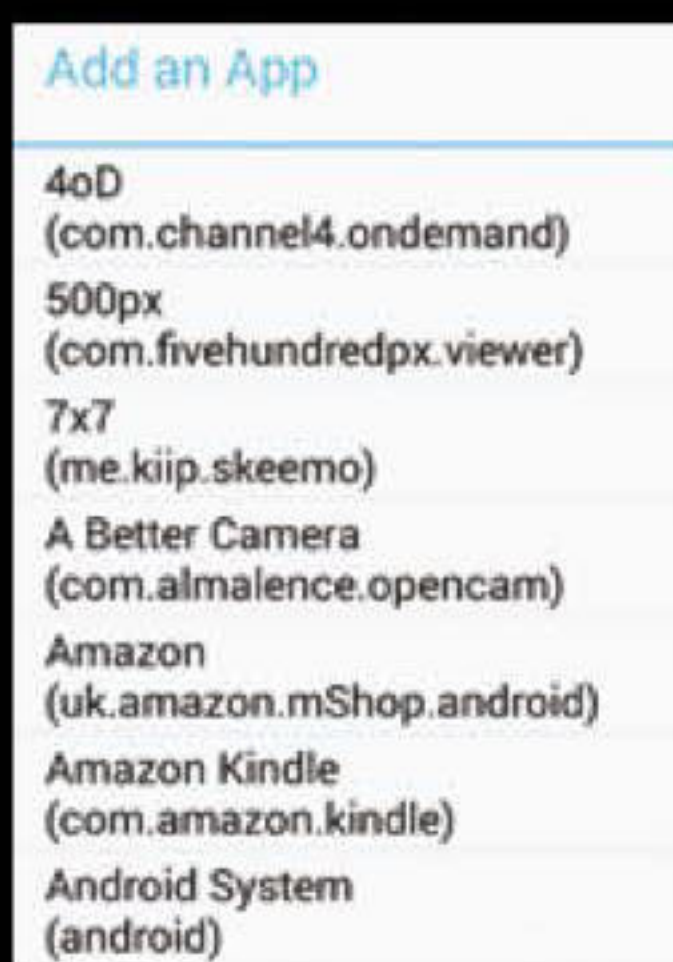 Add an App
4oD
(com.channel4.ondemand)
500px
(com.fivehundredpx.viewer)
7x7
(me.kiip.skeemo)
A Better Camera
(com.almalence.opencam)
Amazon
(uk.amazon.mShop.android)
Amazon Kindle
(com.amazon.kindle)
Android System
(android)